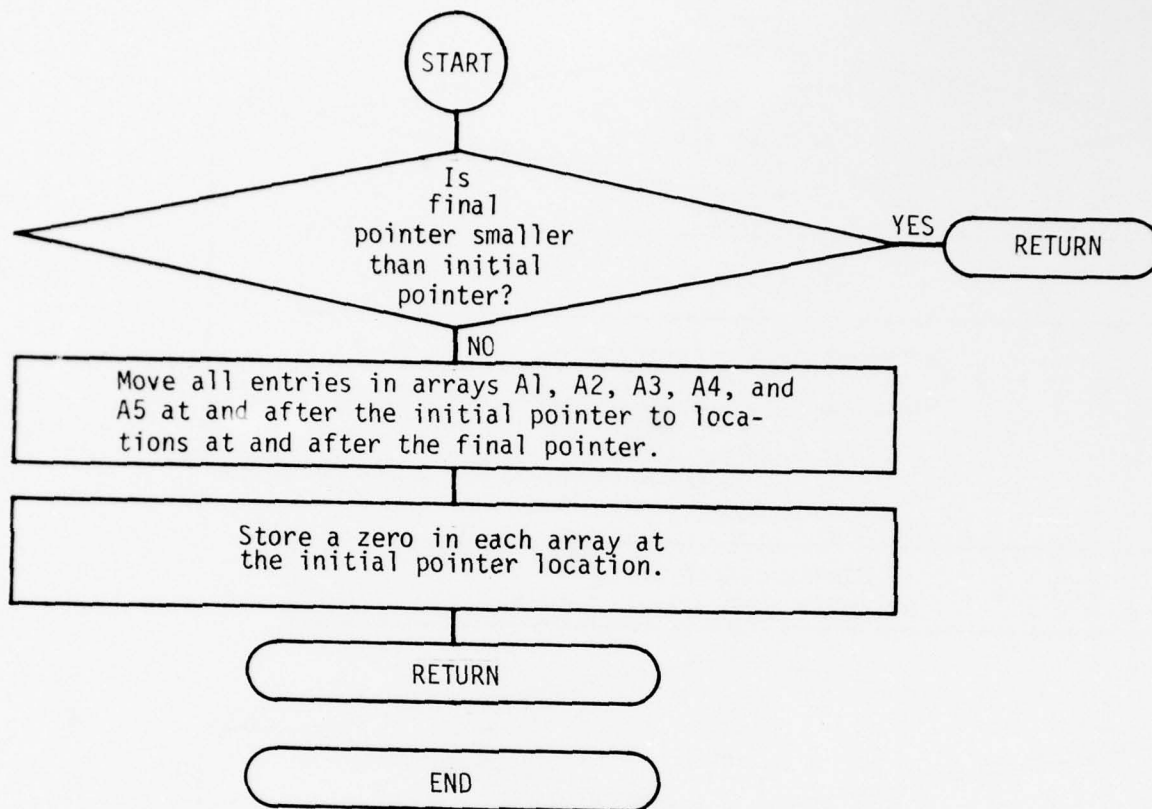 START
Is
final
pointer smaller
than initial
pointer?
YES
RETURN
NO
Move all entries in arrays A1, A2, A3, A4, and
A5 at and after the initial pointer to loca-
tions at and after the final pointer.
Store a zero in each array at
the initial pointer location.
RETURN
END